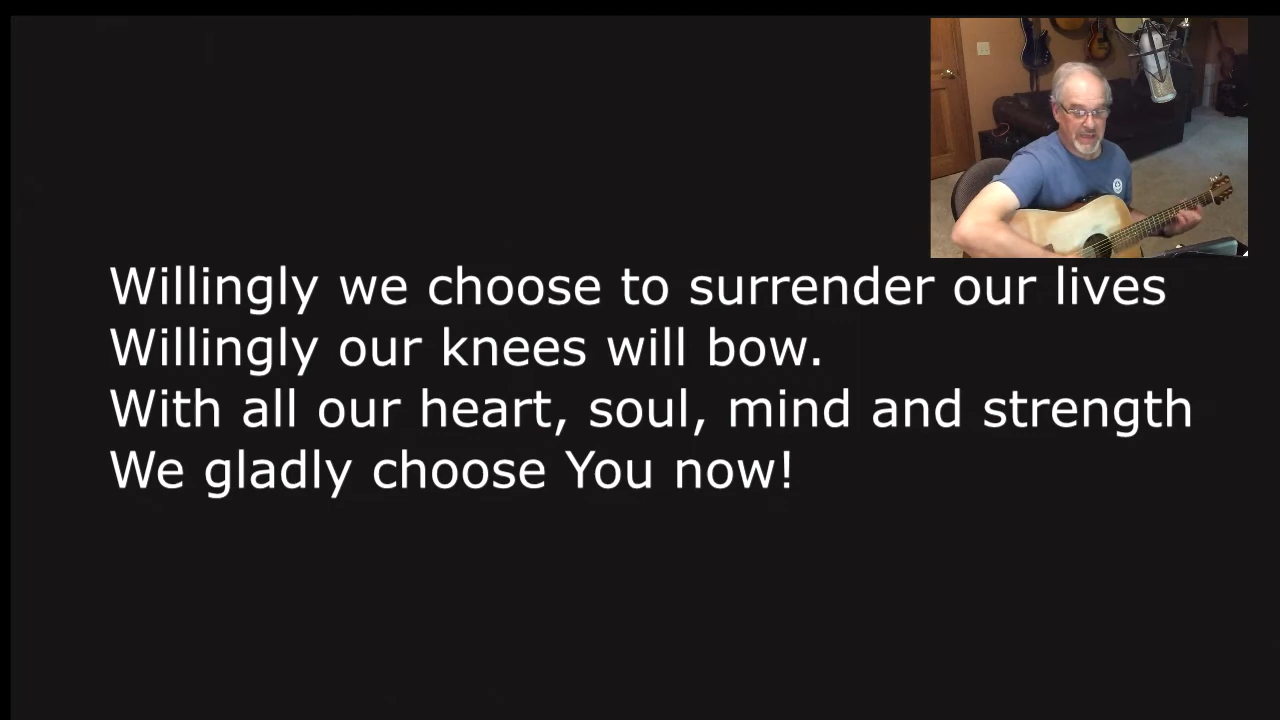 Willingly we choose to surrender our lives
Willingly our knees will bow.
With all our heart, soul, mind and strength
We gladly choose You now!